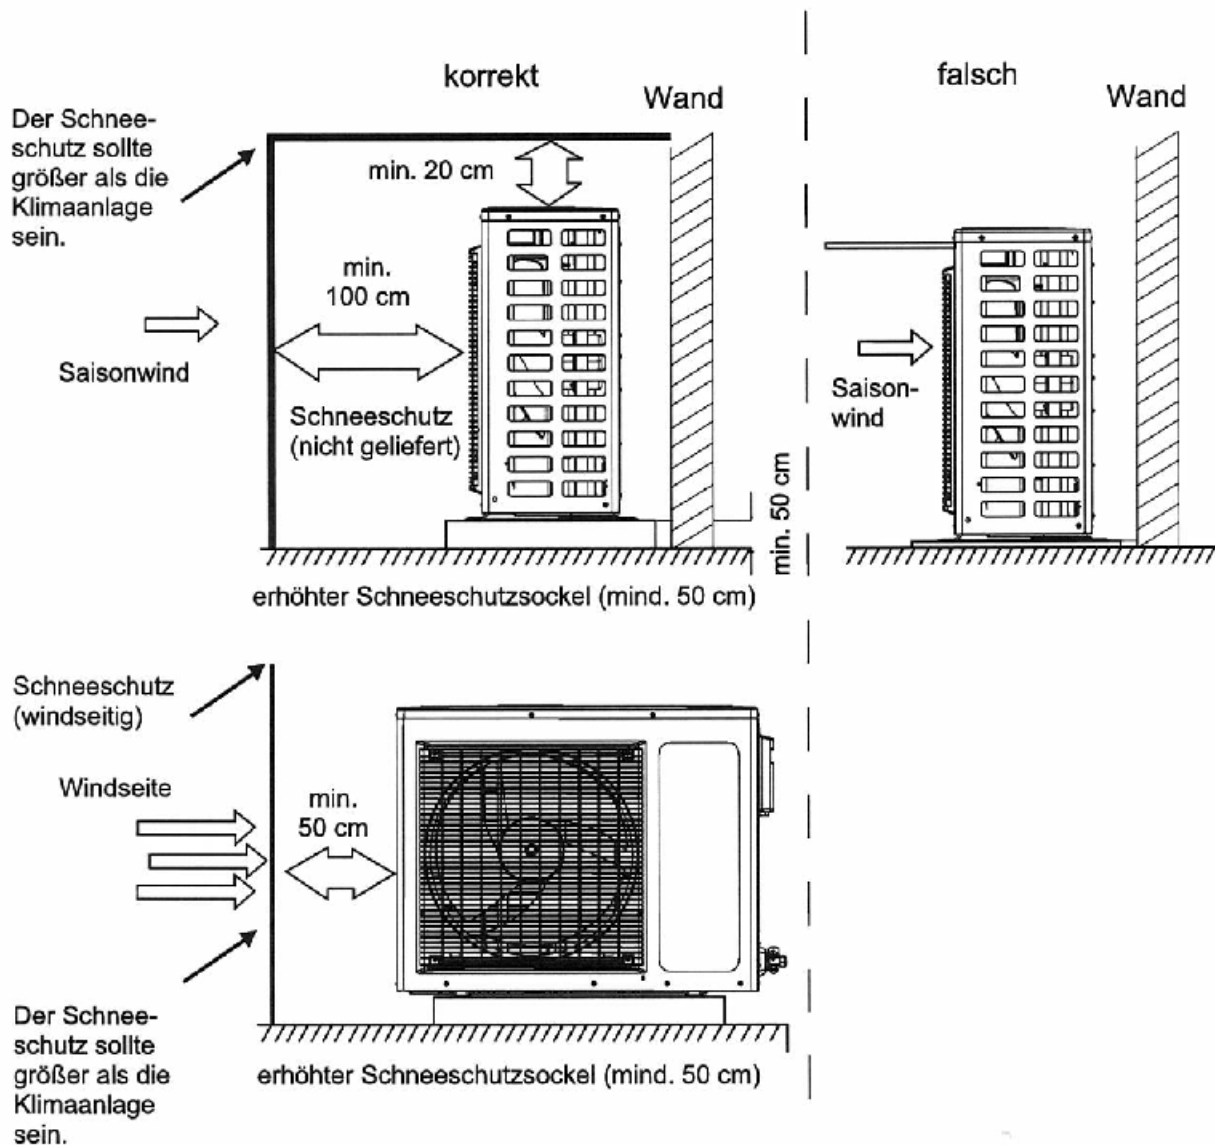 korrekt
Wand
falsch
Wand
Der Schnee-
schutz sollte
größer als die
Klimaanlage
sein.
min. 20 cm
min.
100 cm
Saisonwind
Schneeschutz
(nicht geliefert)
Saison-
wind
min. 50 cm
erhöhter Schneeschutzsockel (mind. 50 cm)
Schneeschutz
(windseitig)
Windseite
min.
50 cm
Der Schnee-
schutz sollte
größer als die
Klimaanlage
sein.
erhöhter Schneeschutzsockel (mind. 50 cm)